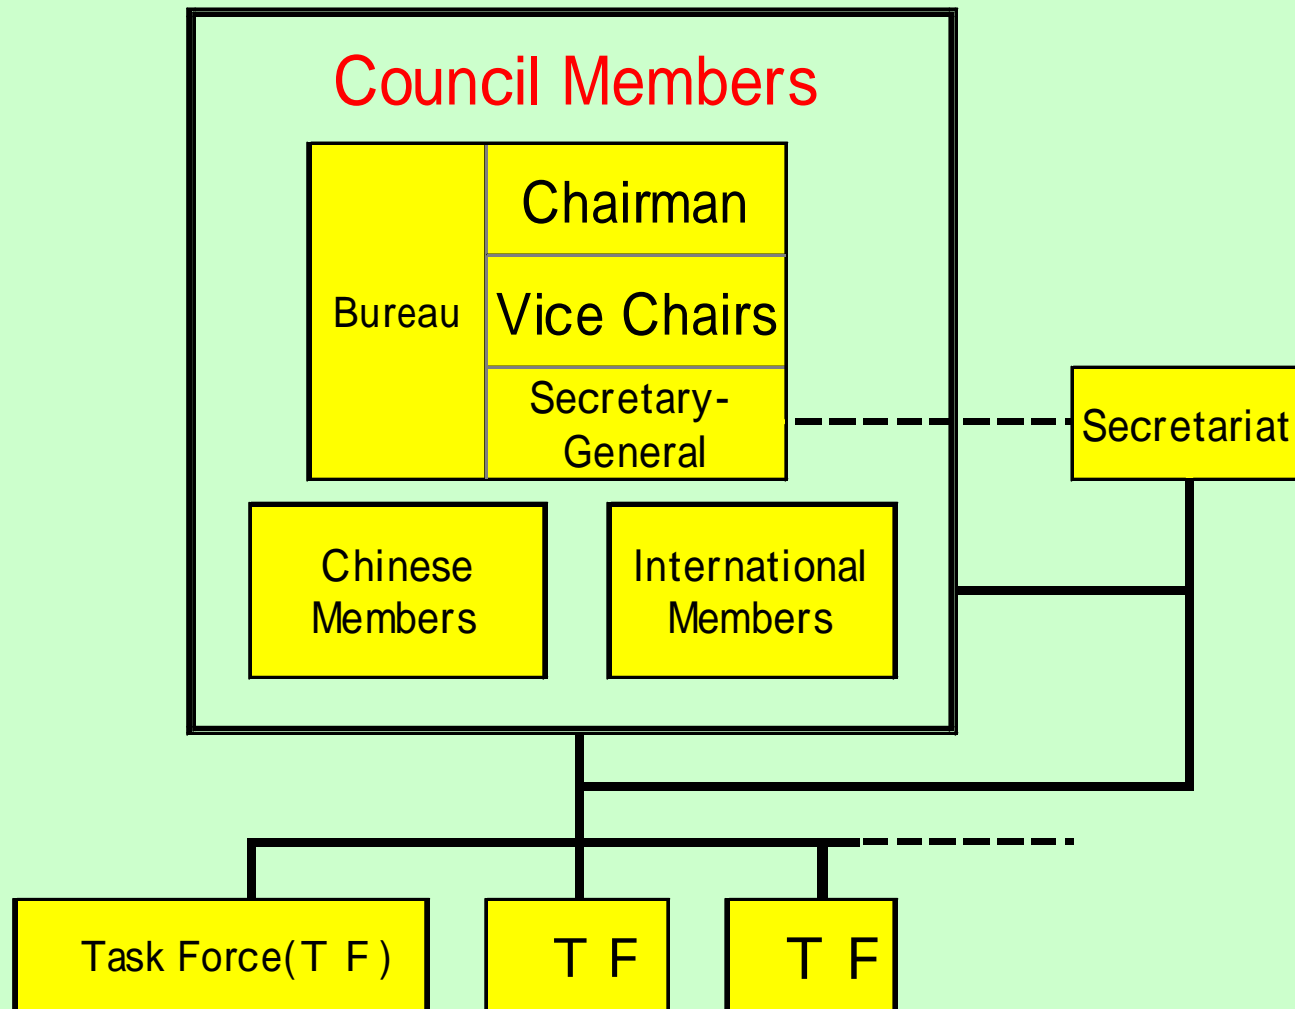 Council Members
Bureau
Chairman
Vice Chairs
Secretary-
General
Secretariat
Chinese
Members
International
Members
Task Force(T F)
T F
T F